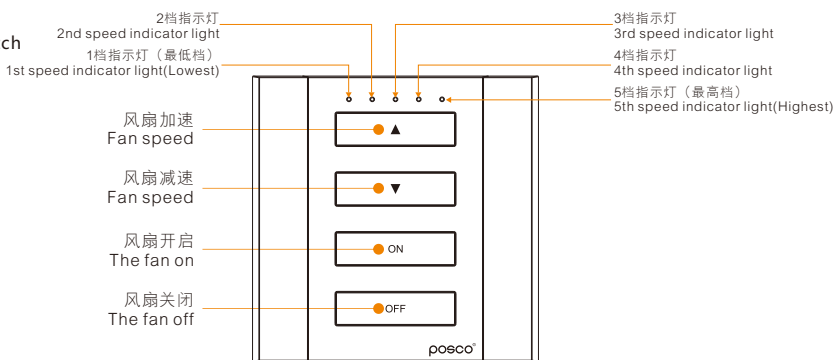 ch
2档指示灯
2nd speed indicator light
1档指示灯（最低档）
1st speed indicator light(Lowest)
3档指示灯
3rd speed indicator light
4档指示灯
4th speed indicator light
5档指示灯（最高档）
5th speed indicator light(Highest)
风扇加速
Fan speed
▲
风扇减速
Fan speed
▼
风扇开启
The fan on
ON
风扇关闭
The fan off
OFF
posco°